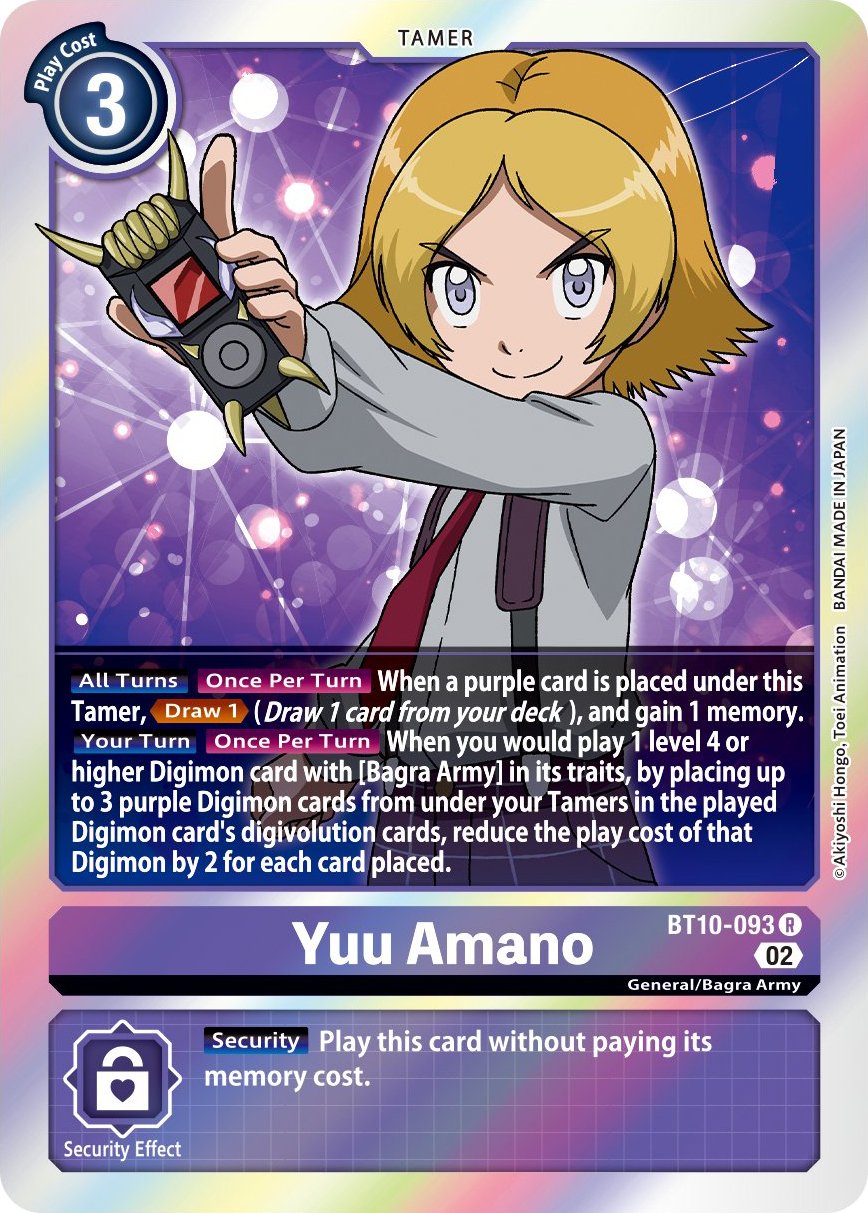 TAMER
Play Cost
3
All Turns Once Per Turn When a purple card is placed under this
Tamer, Draw 1 (Draw 1 card from your deck), and gain 1 memory.
Your Turn Once Per Turn When you would play 1 level 4 or
higher Digimon card with [Bagra Army] in its traits, by placing up
to 3 purple Digimon cards from under your Tamers in the played
Digimon card's digivolution cards, reduce the play cost of that
Digimon by 2 for each card placed.
©Akiyoshi Hongo, Toei Animation BANDAI MADE IN JAPAN
Yuu Amano
BT10-093 R
02
General/Bagra Army
Security Play this card without paying its
memory cost.
Security Effect